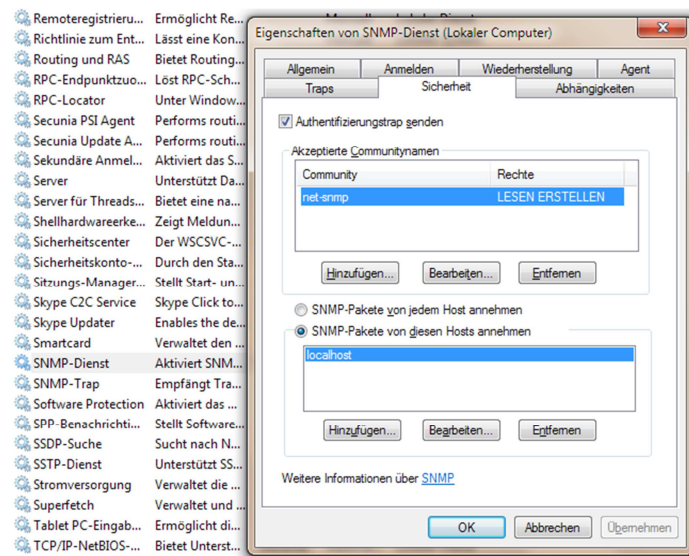 Remoteregistrieru... Ermöglicht Re...
Richtlinie zum Ent... Lässt eine Kon...
Routing und RAS Bietet Routing...
RPC-Endpunktzuo... Löst RPC-Sch...
RPC-Locator Unter Window...
Secunia PSI Agent Performs routi...
Secunia Update A... Performs routi...
Sekundäre Anmel... Aktiviert das S...
Server Unterstützt Da...
Server für Threads... Bietet eine na...
Shellhardwareerke... Zeigt Meldun...
Sicherheitscenter Der WSCSVC-...
Sicherheitskonto-... Durch den Sta...
Sitzungs-Manager... Stellt Start- un...
Skype C2C Service Skype Click to...
Skype Updater Enables the de...
Smartcard Verwaltet den ...
SNMP-Dienst Aktiviert SNM...
SNMP-Trap Empfängt Tra...
Software Protection Aktiviert das ...
SPP-Benachrichti... Stellt Software...
SSDP-Suche Sucht nach N...
SSTP-Dienst Unterstützt SS...
Stromversorgung Verwaltet die ...
Superfetch Verwaltet und ...
Tablet PC-Eingab... Ermöglicht di...
TCP/IP-NetBIOS-... Bietet Unterst...
Eigenschaften von SNMP-Dienst (Lokaler Computer)
Allgemein Anmelden Wiederherstellung Agent
Traps Sicherheit Abhängigkeiten
Authentifizierungstrap senden
Akzeptierte Communitynamen
Community Rechte
net-snmp LESEN ERSTELLEN
Hinzufügen... Bearbeiten... Entfernen
SNMP-Pakete von jedem Host annehmen
SNMP-Pakete von diesen Hosts annehmen
localhost
Hinzufügen... Bearbeiten... Entfernen
Weitere Informationen über SNMP
OK Abbrechen Übernehmen